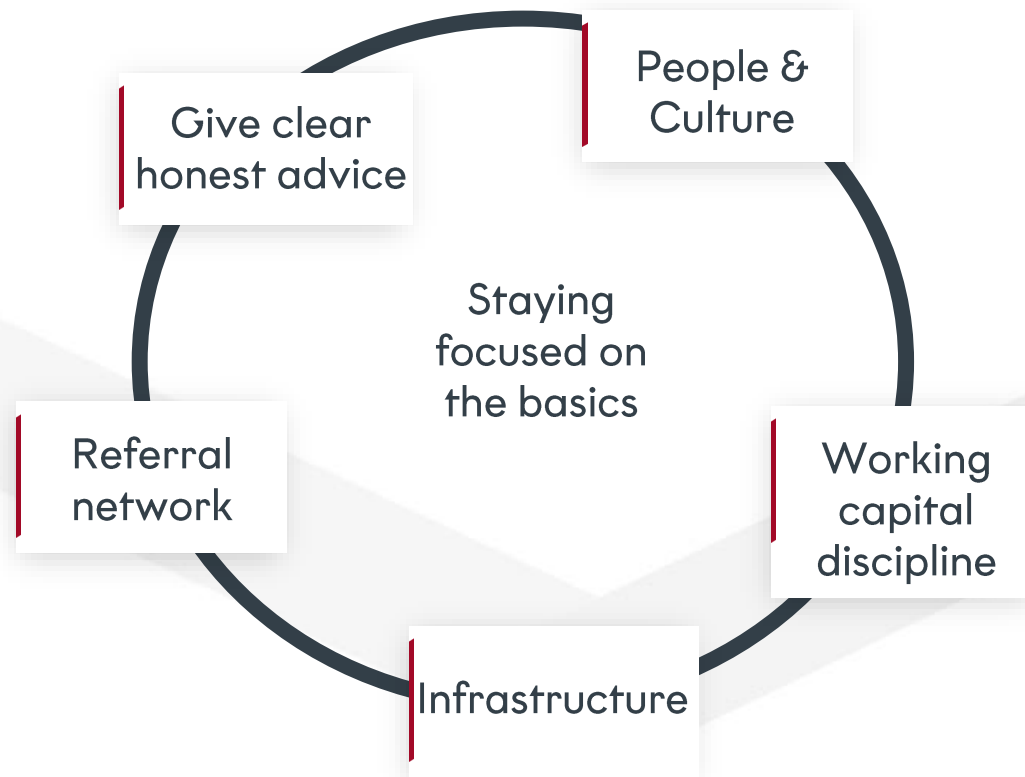 People &
Culture
Give clear
honest advice
Staying
focused on
the basics
Referral
network
Working
capital
discipline
Infrastructure